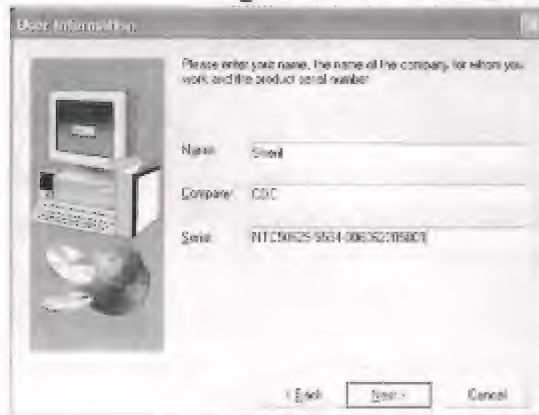 User Information
Please enter your name, the name of the company for whom you
work and the product serial number.
Name:
Company: CDC
Serial:
< Back Next > Cancel